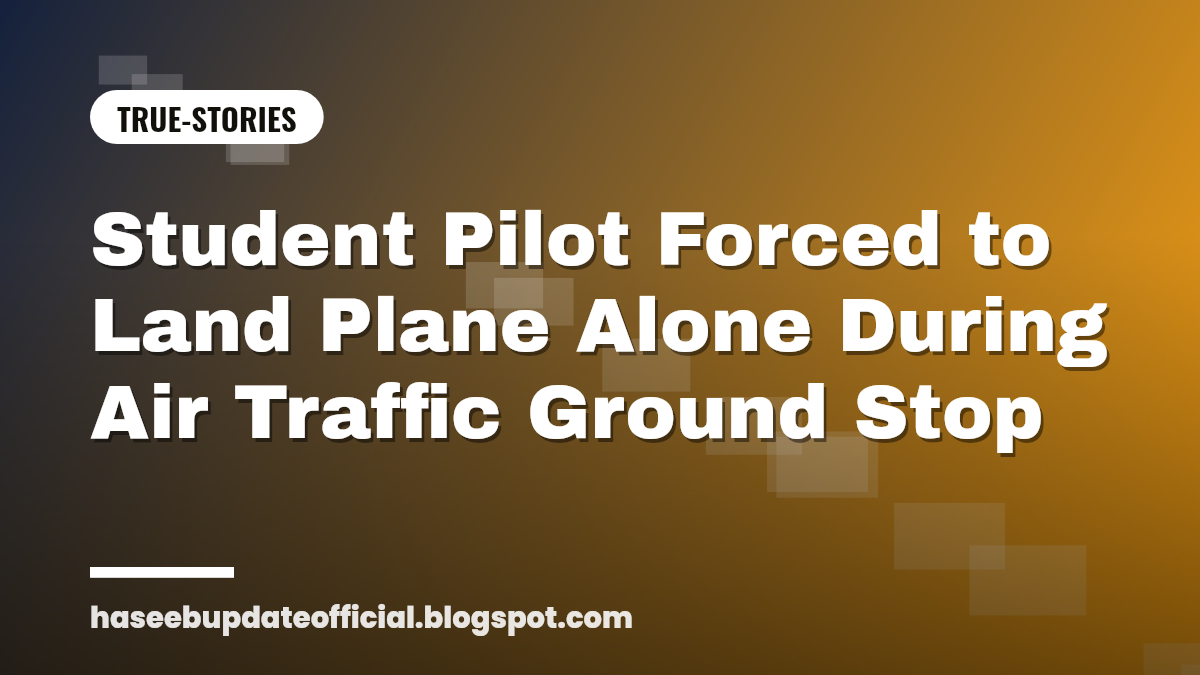 TRUE-STORIES
Student Pilot Forced to
Land Plane Alone During
Air Traffic Ground Stop
haseebupdateofficial.blogspot.com